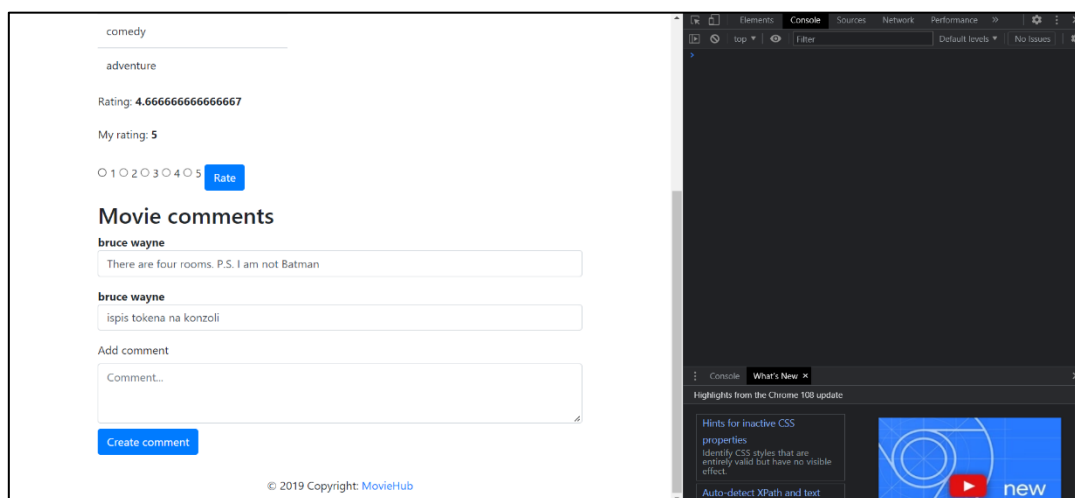 comedy
adventure
Rating: 4.666666666666667
My rating: 5
1 2 3 4 5 Rate
Movie comments
bruce wayne
There are four rooms. P.S. I am not Batman
bruce wayne
ispis tokena na konzoli
Add comment
Comment...
Create comment
© 2019 Copyright: MovieHub
Elements Console Sources Network Performance »
top Filter Default levels No Issues
Console What's New ×
Highlights from the Chrome 108 update
Hints for inactive CSS
properties
Identify CSS styles that are
entirely valid but have no visible
effect.
Auto-detect XPath and text
new